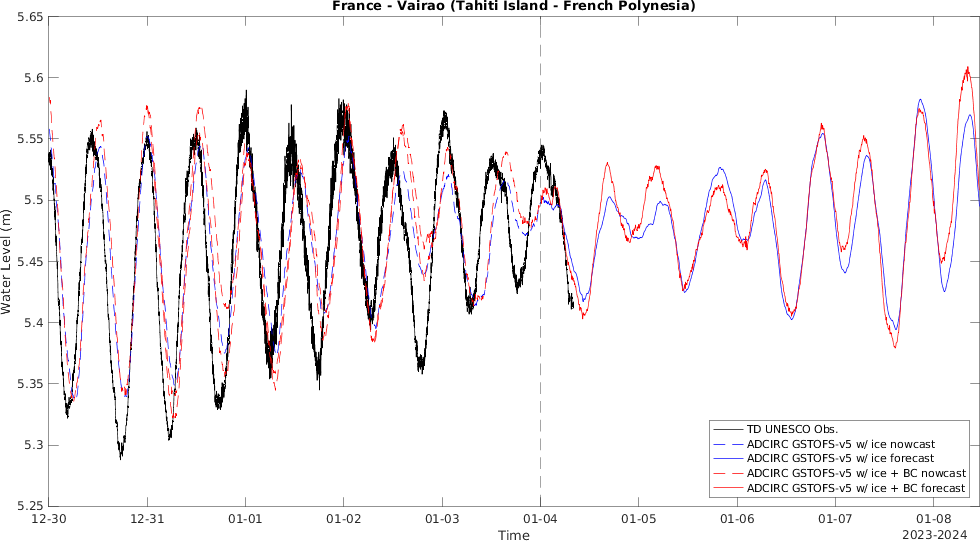 France - Vairao (Tahiti Island - French Polynesia)
5.65
5.6
5.55
5.5
5.45
5.4
5.35
5.3
5.25
Water Level (m)
12-30 12-31 01-01 01-02 01-03 01-04 01-05 01-06 01-07 01-08
Time
2023-2024
TD UNESCO Obs.
ADCIRC GSTOFS-v5 w/ ice nowcast
ADCIRC GSTOFS-v5 w/ ice forecast
ADCIRC GSTOFS-v5 w/ ice + BC nowcast
ADCIRC GSTOFS-v5 w/ ice + BC forecast